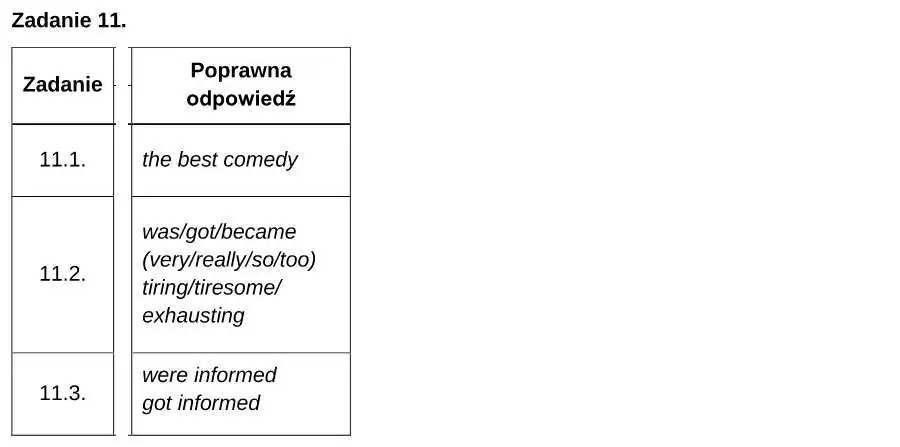 Zadanie 11.
Zadanie
Poprawna
odpowiedź
11.1.
the best comedy
11.2.
was/got/became
(very/really/so/too)
tiring/tiresome/
exhausting
11.3.
were informed
got informed